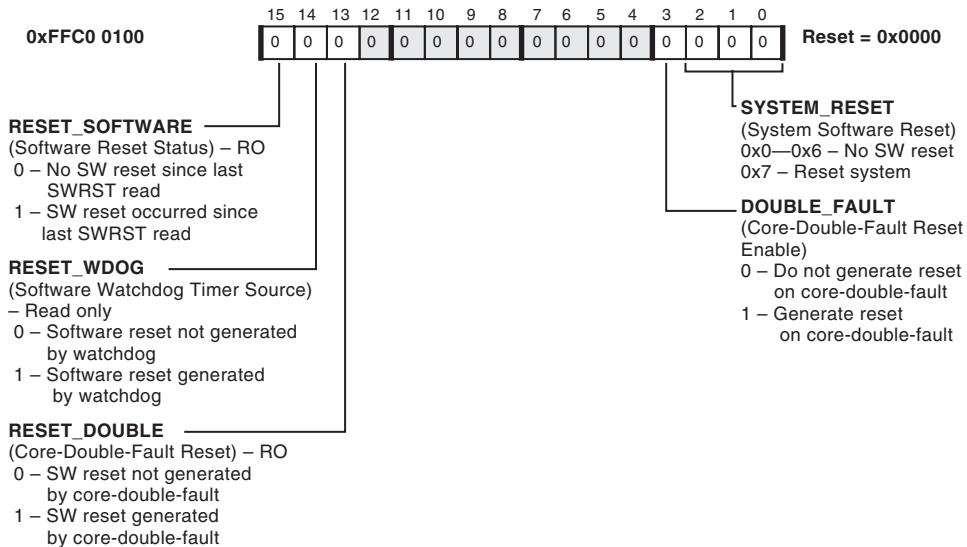 15 14 13 12 11 10 9 8 7 6 5 4 3 2 1 0
0xFFC0 0100
0 0 0 0 0 0 0 0 0 0 0 0 0 0 0 0
Reset = 0x0000
RESET_SOFTWARE
(Software Reset Status) – RO
0 – No SW reset since last
SWRST read
1 – SW reset occurred since
last SWRST read
RESET_WDOG
(Software Watchdog Timer Source)
– Read only
0 – Software reset not generated
by watchdog
1 – Software reset generated
by watchdog
RESET_DOUBLE
(Core-Double-Fault Reset) – RO
0 – SW reset not generated
by core-double-fault
1 – SW reset generated
by core-double-fault
SYSTEM_RESET
(System Software Reset)
0x0—0x6 – No SW reset
0x7 – Reset system
DOUBLE_FAULT
(Core-Double-Fault Reset
Enable)
0 – Do not generate reset
on core-double-fault
1 – Generate reset
on core-double-fault